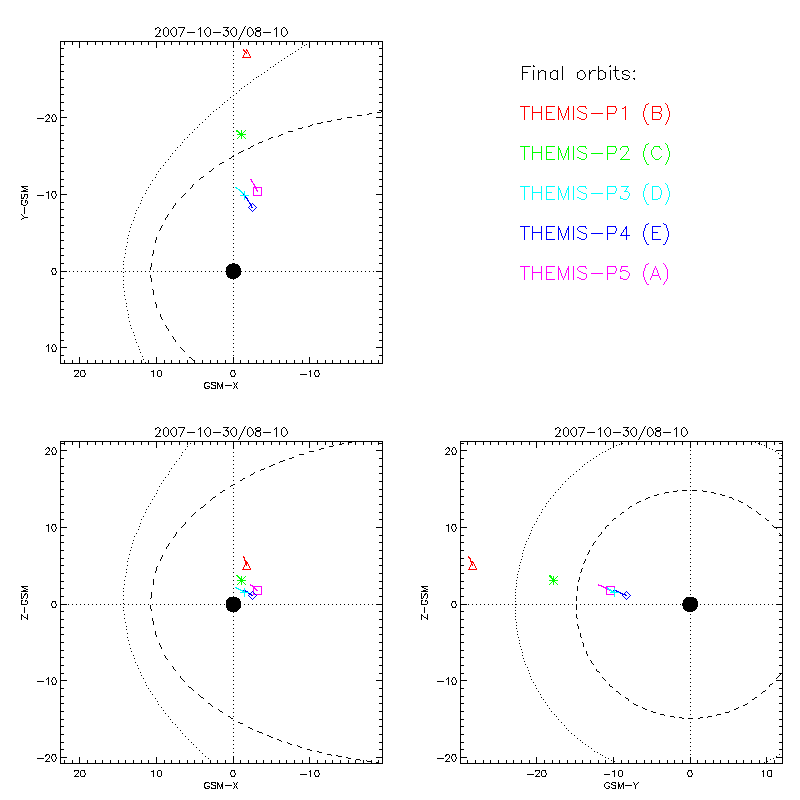 2007-10-30/08-10
Final orbits:
THEMIS-P1 (B)
THEMIS-P2 (C)
THEMIS-P3 (D)
THEMIS-P4 (E)
THEMIS-P5 (A)
Y-GSM
-20
-10
0
10
20 10 0 -10
GSM-X
2007-10-30/08-10
Z-GSM
20
10
0
-10
-20
20 10 0 -10
GSM-X
2007-10-30/08-10
Z-GSM
20
10
0
-10
-20
-20 -10 0 10
GSM-Y